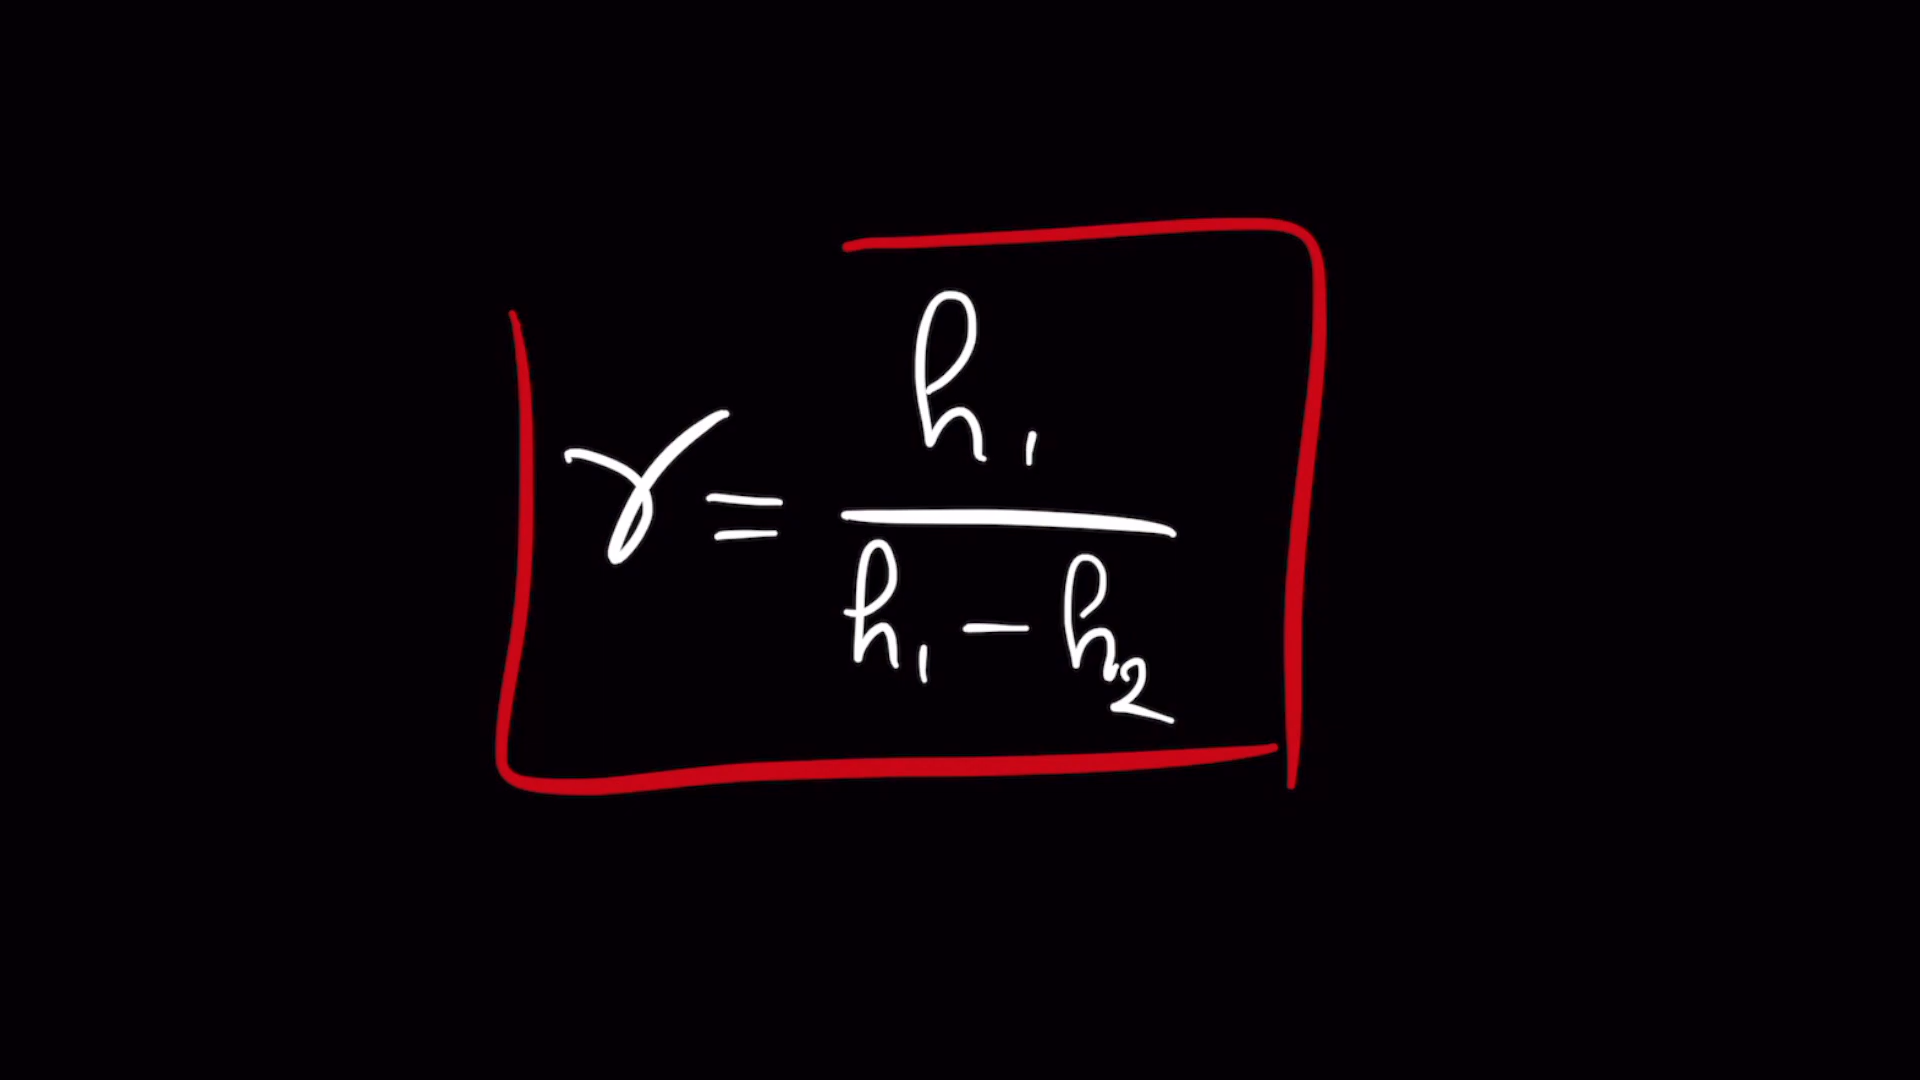 γ = h₁ / (h₁ − h₂)